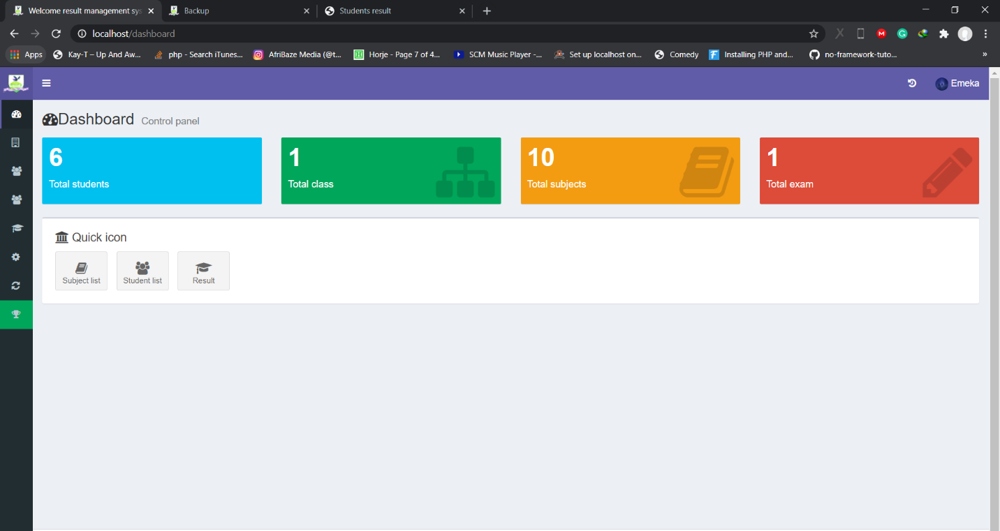 Welcome result management sys
Backup
Students result
localhost/dashboard
Apps
Kay-T – Up And Aw...
php - Search iTunes...
AfriBaze Media (@t...
Horje - Page 7 of 4...
SCM Music Player -...
Set up localhost on...
Comedy
Installing PHP and...
no-framework-tuto...
»
Emeka
Dashboard Control panel
6
Total students
1
Total class
10
Total subjects
1
Total exam
Quick icon
Subject list
Student list
Result